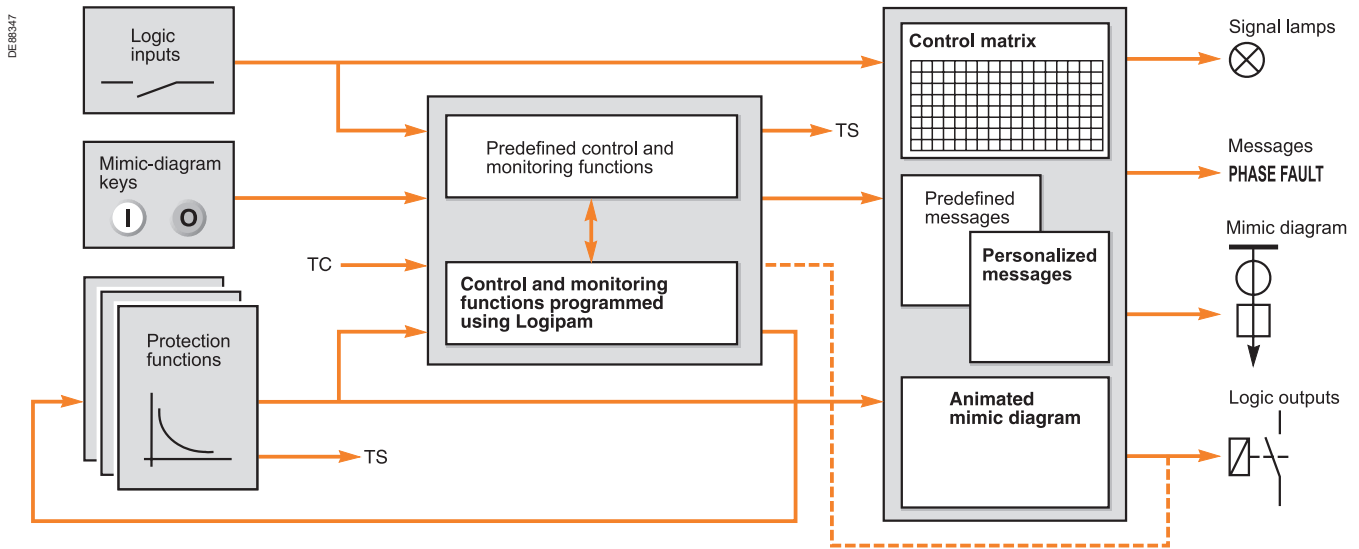 DE88347
Logic
inputs
Mimic-diagram
keys
I O
Protection
functions
TS
TC
Predefined control and
monitoring functions
Control and monitoring
functions programmed
using Logipam
TS
Control matrix
Predefined
messages
Personalized
messages
Animated
mimic diagram
Signal lamps
Messages
PHASE FAULT
Mimic diagram
Logic outputs